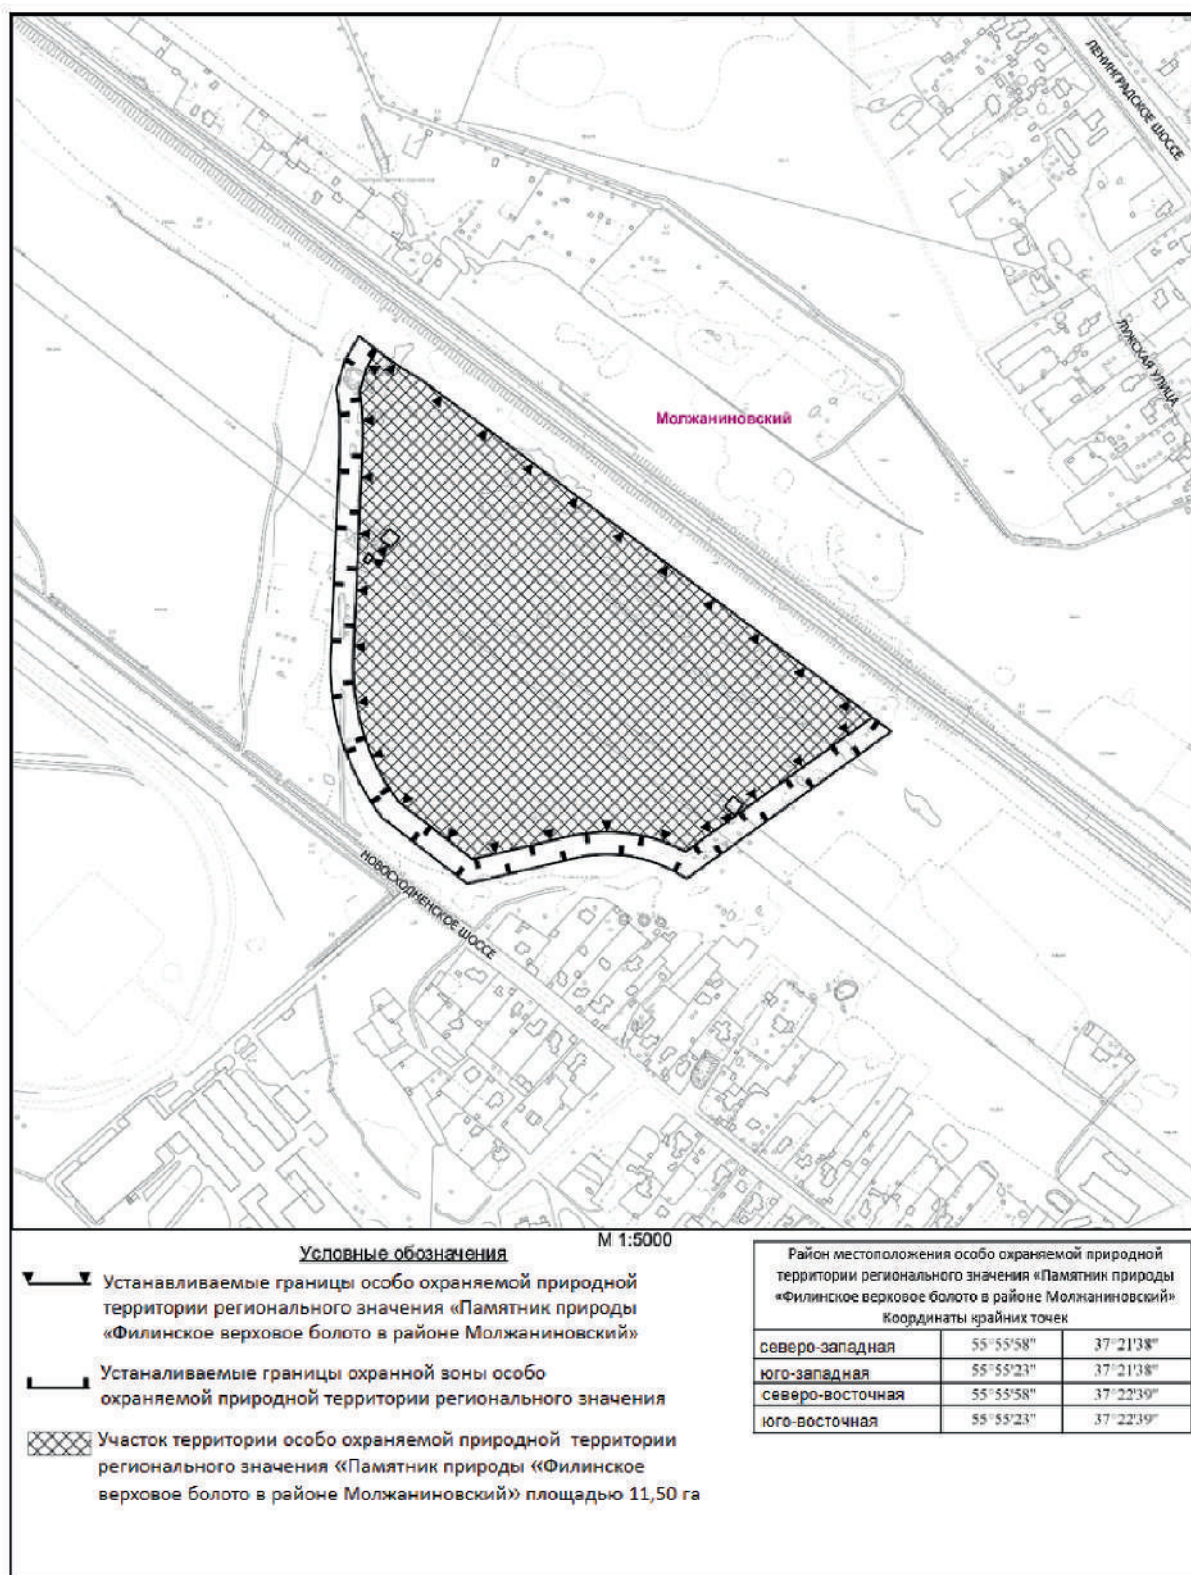 ЛЕНИНГРАДСКОЕ ШОССЕ
ЛУЖСКАЯ УЛИЦА
Молжаниновский
НОВОСХОДНЕНСКОЕ ШОССЕ
М 1:5000
Условные обозначения
Устанавливаемые границы особо охраняемой природной
территории регионального значения «Памятник природы
«Филинское верховое болото в районе Молжаниновский»
Устаналиваемые границы охранной зоны особо
охраняемой природной территории регионального значения
Участок территории особо охраняемой природной территории
регионального значения «Памятник природы «Филинское
верховое болото в районе Молжаниновский» площадью 11,50 га
Район местоположения особо охраняемой природной
территории регионального значения «Памятник природы
«Филинское верховое болото в районе Молжаниновский»
Координаты крайних точек
северо-западная 55°55'58" 37°21'38"
юго-западная 55°55'23" 37°21'38"
северо-восточная 55°55'58" 37°22'39"
юго-восточная 55°55'23" 37°22'39"